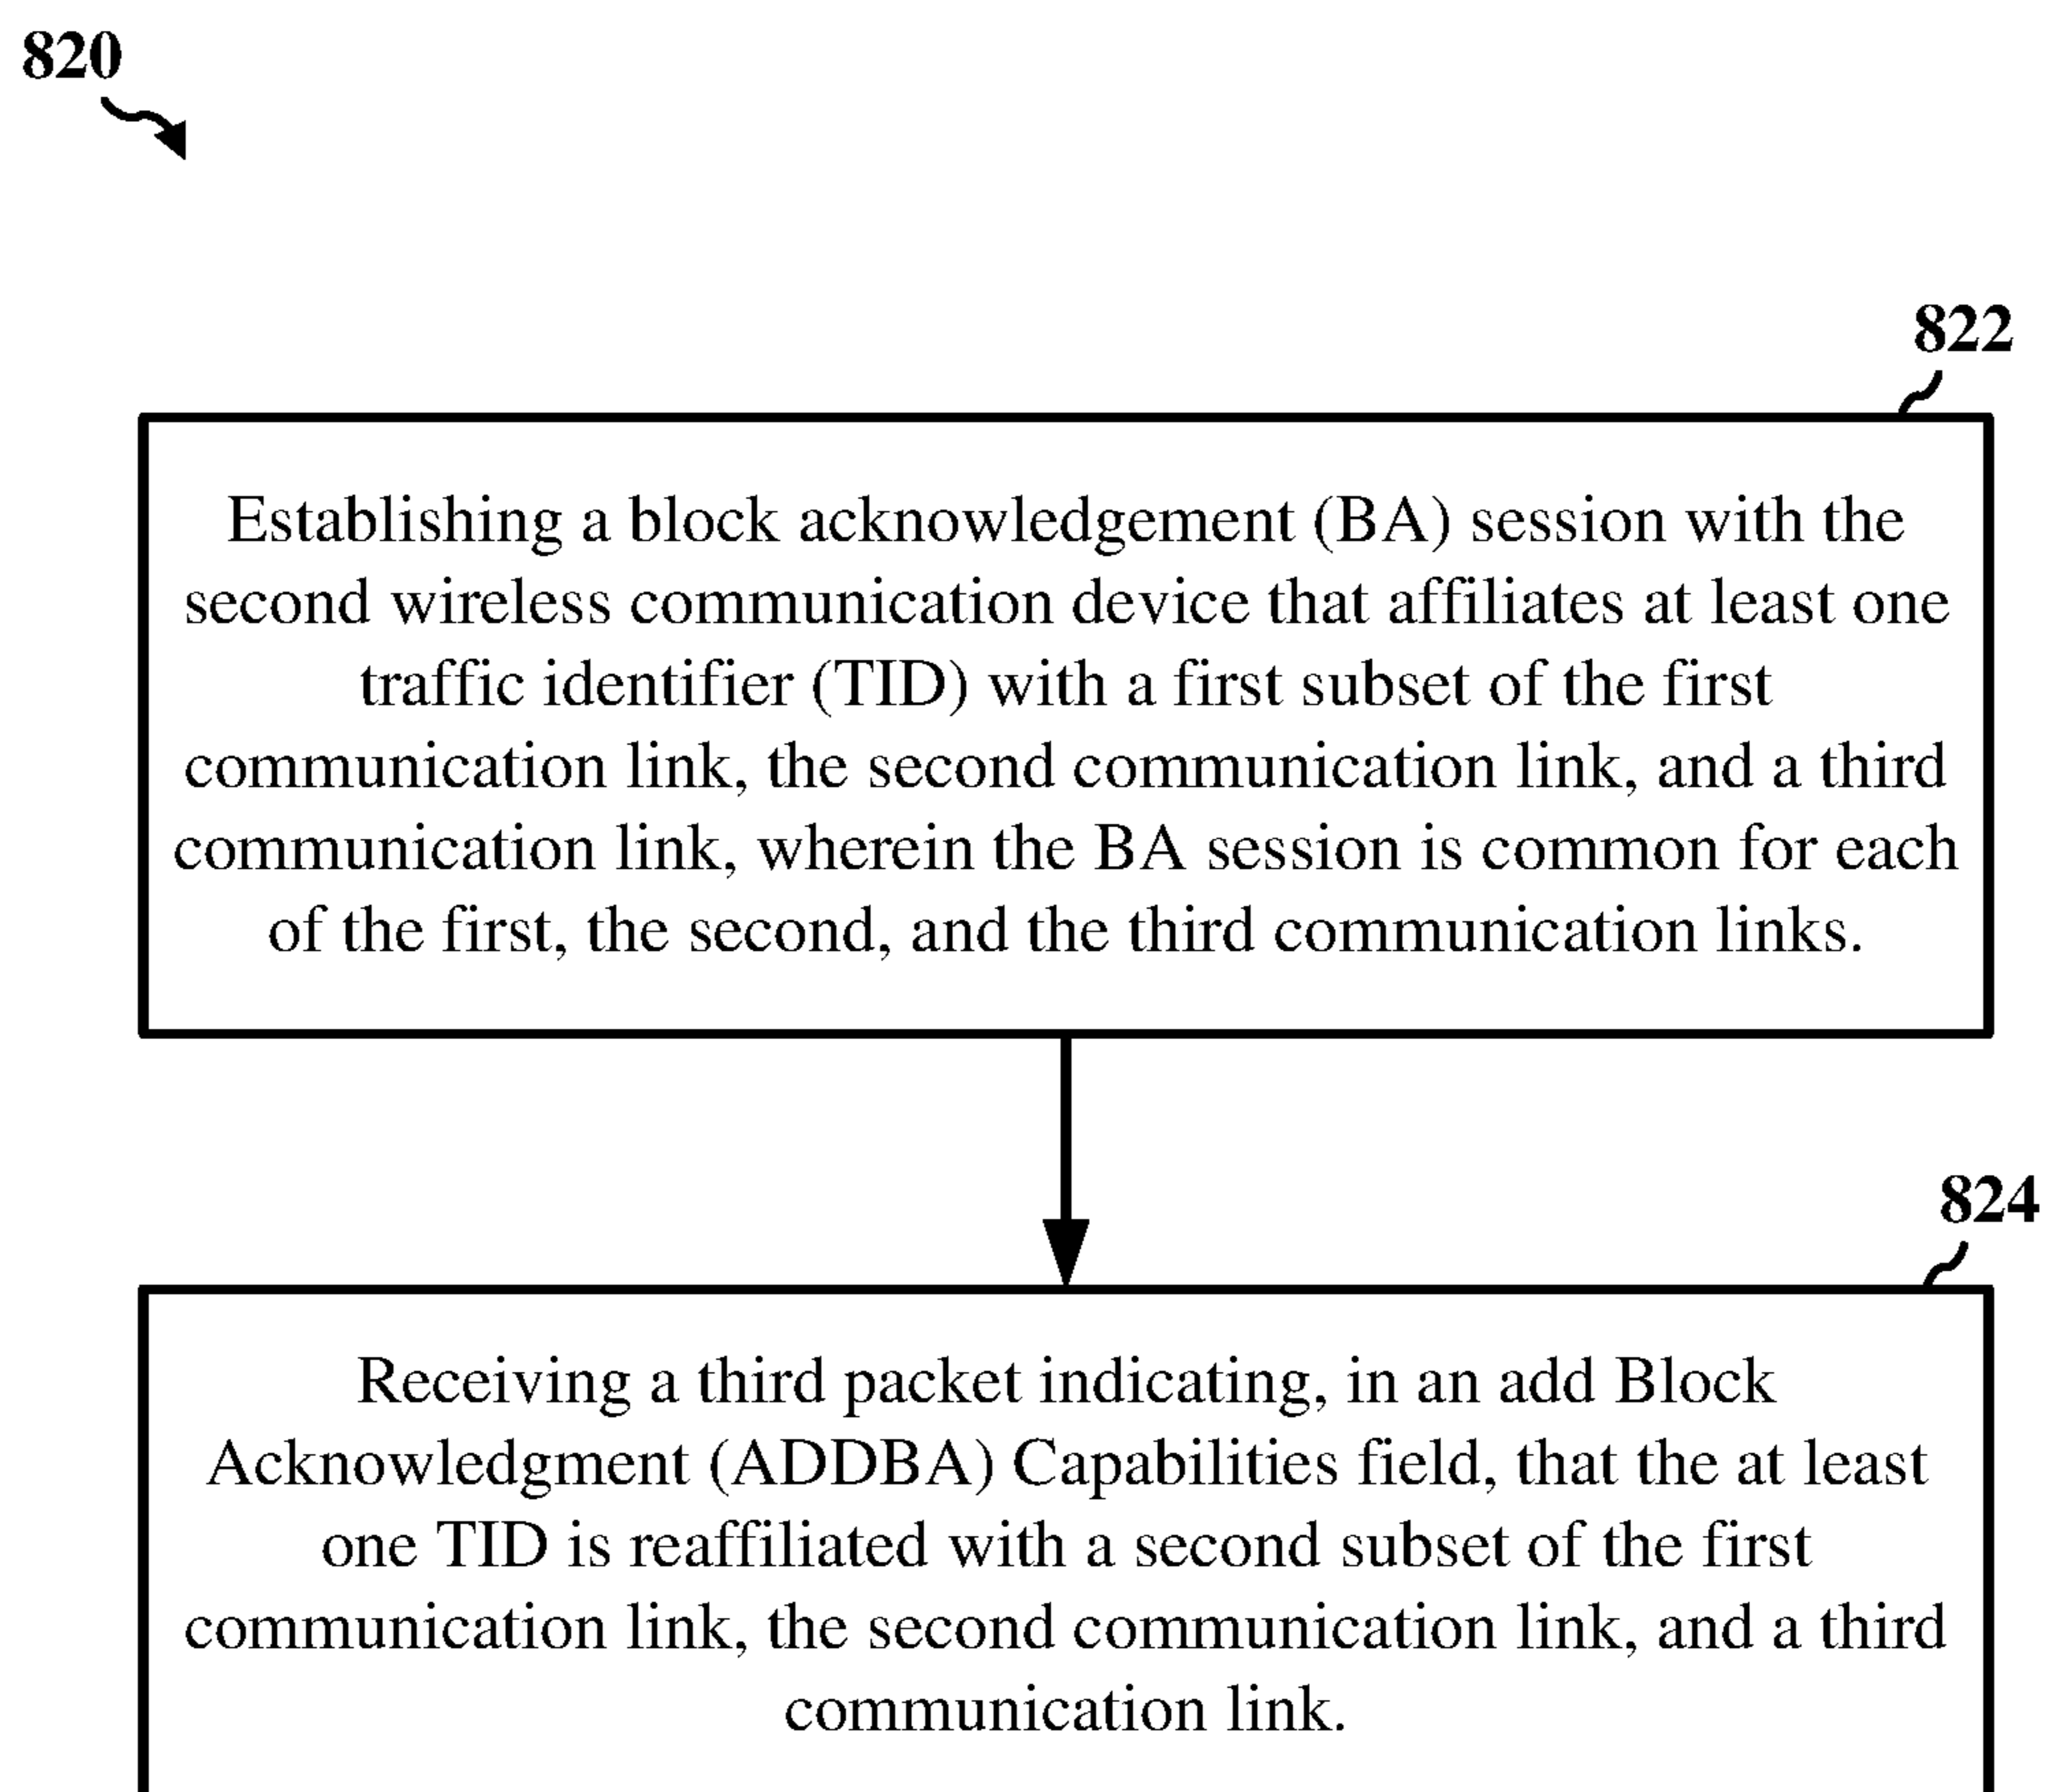 820
822
Establishing a block acknowledgement (BA) session with the
second wireless communication device that affiliates at least one
traffic identifier (TID) with a first subset of the first
communication link, the second communication link, and a third
communication link, wherein the BA session is common for each
of the first, the second, and the third communication links.
824
Receiving a third packet indicating, in an add Block
Acknowledgment (ADDBA) Capabilities field, that the at least
one TID is reaffiliated with a second subset of the first
communication link, the second communication link, and a third
communication link.